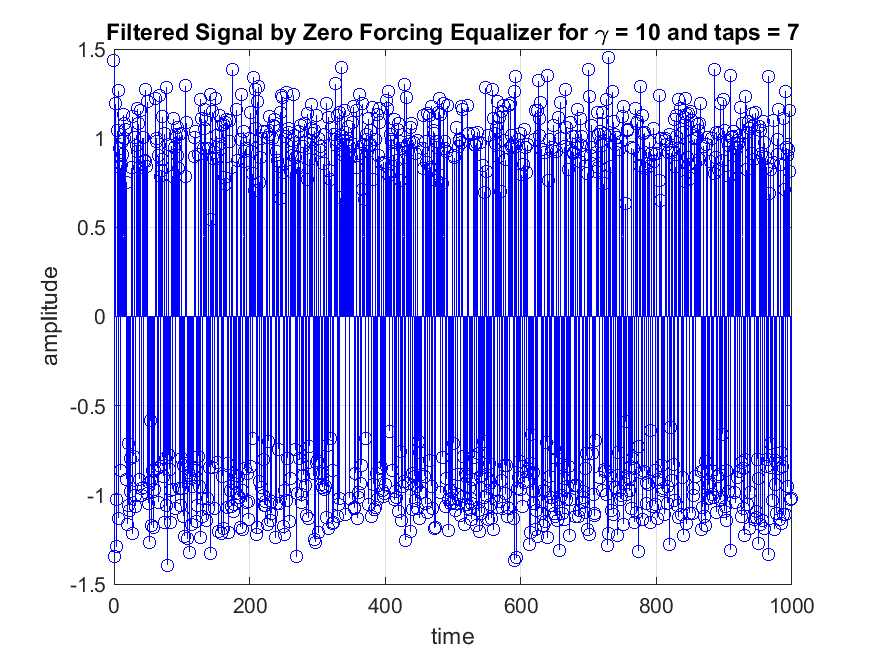 Filtered Signal by Zero Forcing Equalizer for γ = 10 and taps = 7
1.5
1
0.5
0
-0.5
-1
-1.5
amplitude
0 200 400 600 800 1000
time